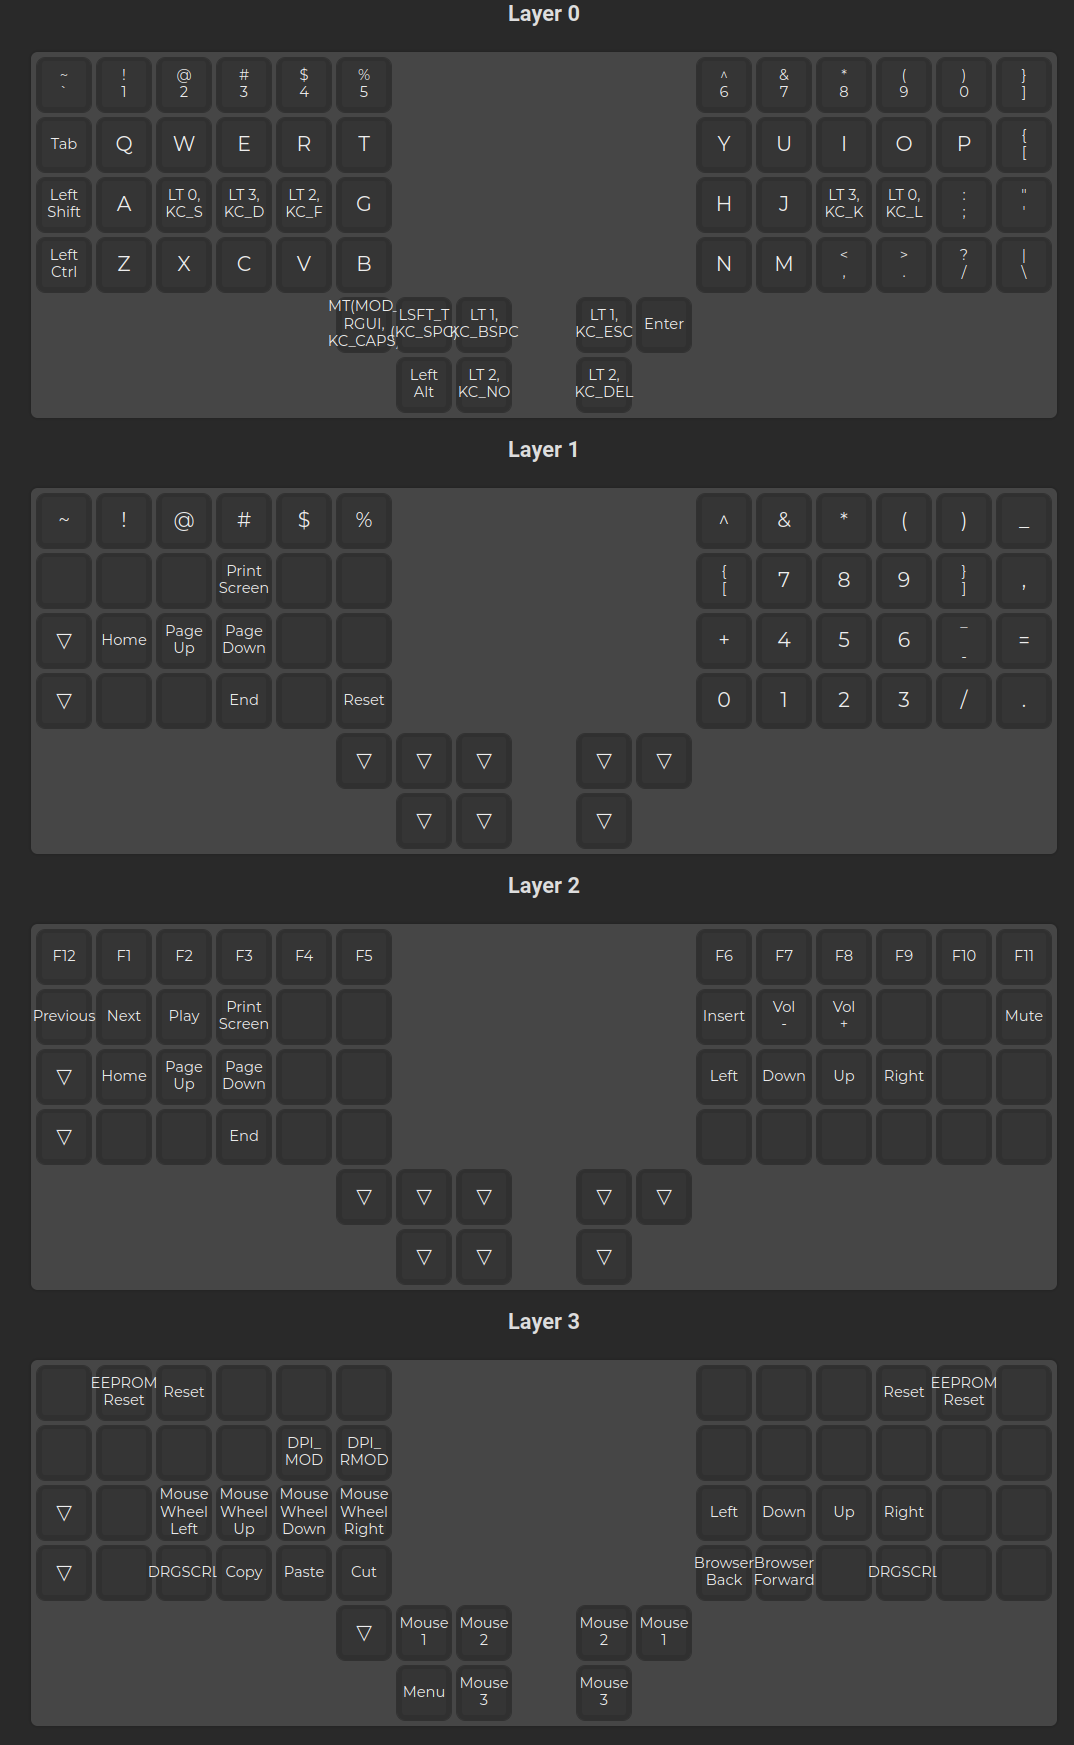 Layer 0
~ ! @ # $ % ^ & * ( ) }
` 1 2 3 4 5 6 7 8 9 0 ]
Tab Q W E R T Y U I O P { [
Left Shift A LT 0, KC_S LT 3, KC_D LT 2, KC_F G H J LT 3, KC_K LT 0, KC_L : ; " '
Left Ctrl Z X C V B N M < , > . ? / | \
MT(MOD_RGUI, KC_CAPS) LSFT_T (KC_SPC) LT 1, KC_BSPC LT 1, KC_ESC Enter
Left Alt LT 2, KC_NO LT 2, KC_DEL
Layer 1
~ ! @ # $ % ^ & * ( ) _
Print Screen { [ 7 8 9 } ] ,
▽ Home Page Up Page Down + 4 5 6 _ - =
▽ End Reset 0 1 2 3 / .
▽ ▽ ▽ ▽ ▽
▽ ▽ ▽
Layer 2
F12 F1 F2 F3 F4 F5 F6 F7 F8 F9 F10 F11
Previous Next Play Print Screen Insert Vol - Vol + Mute
▽ Home Page Up Page Down Left Down Up Right
▽ End
▽ ▽ ▽ ▽ ▽
▽ ▽ ▽
Layer 3
EEPROM Reset Reset Reset EEPROM Reset
DPI_MOD DPI_RMOD
▽ Mouse Wheel Left Mouse Wheel Up Mouse Wheel Down Mouse Wheel Right Left Down Up Right
▽ DRGSCRL Copy Paste Cut Browser Back Browser Forward DRGSCRL
▽ Mouse 1 Mouse 2 Mouse 2 Mouse 1
Menu Mouse 3 Mouse 3